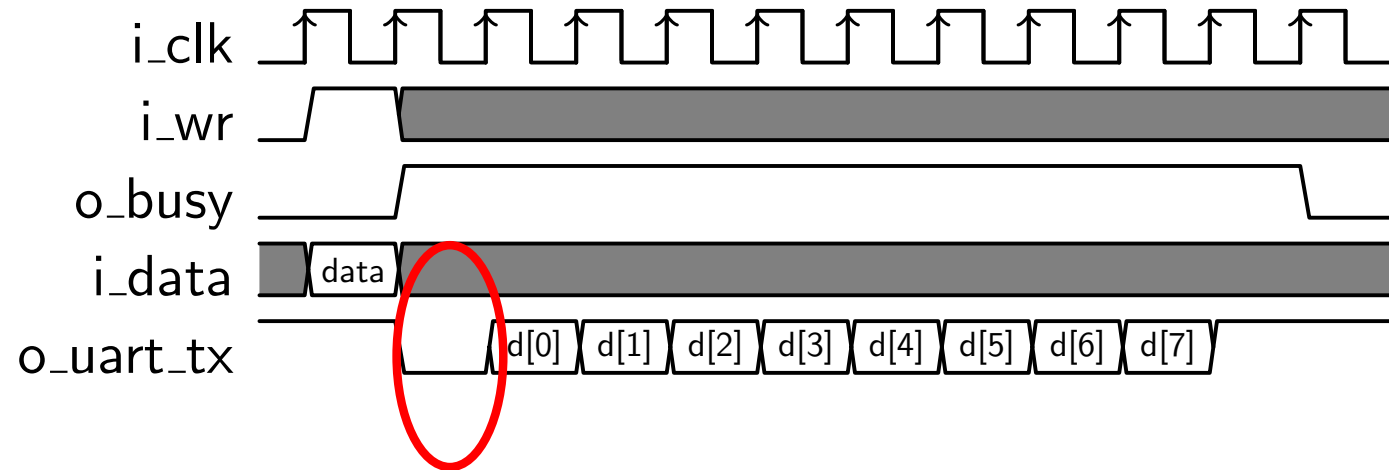 i_clk
i_wr
o_busy
i_data data
o_uart_tx d[0] d[1] d[2] d[3] d[4] d[5] d[6] d[7]